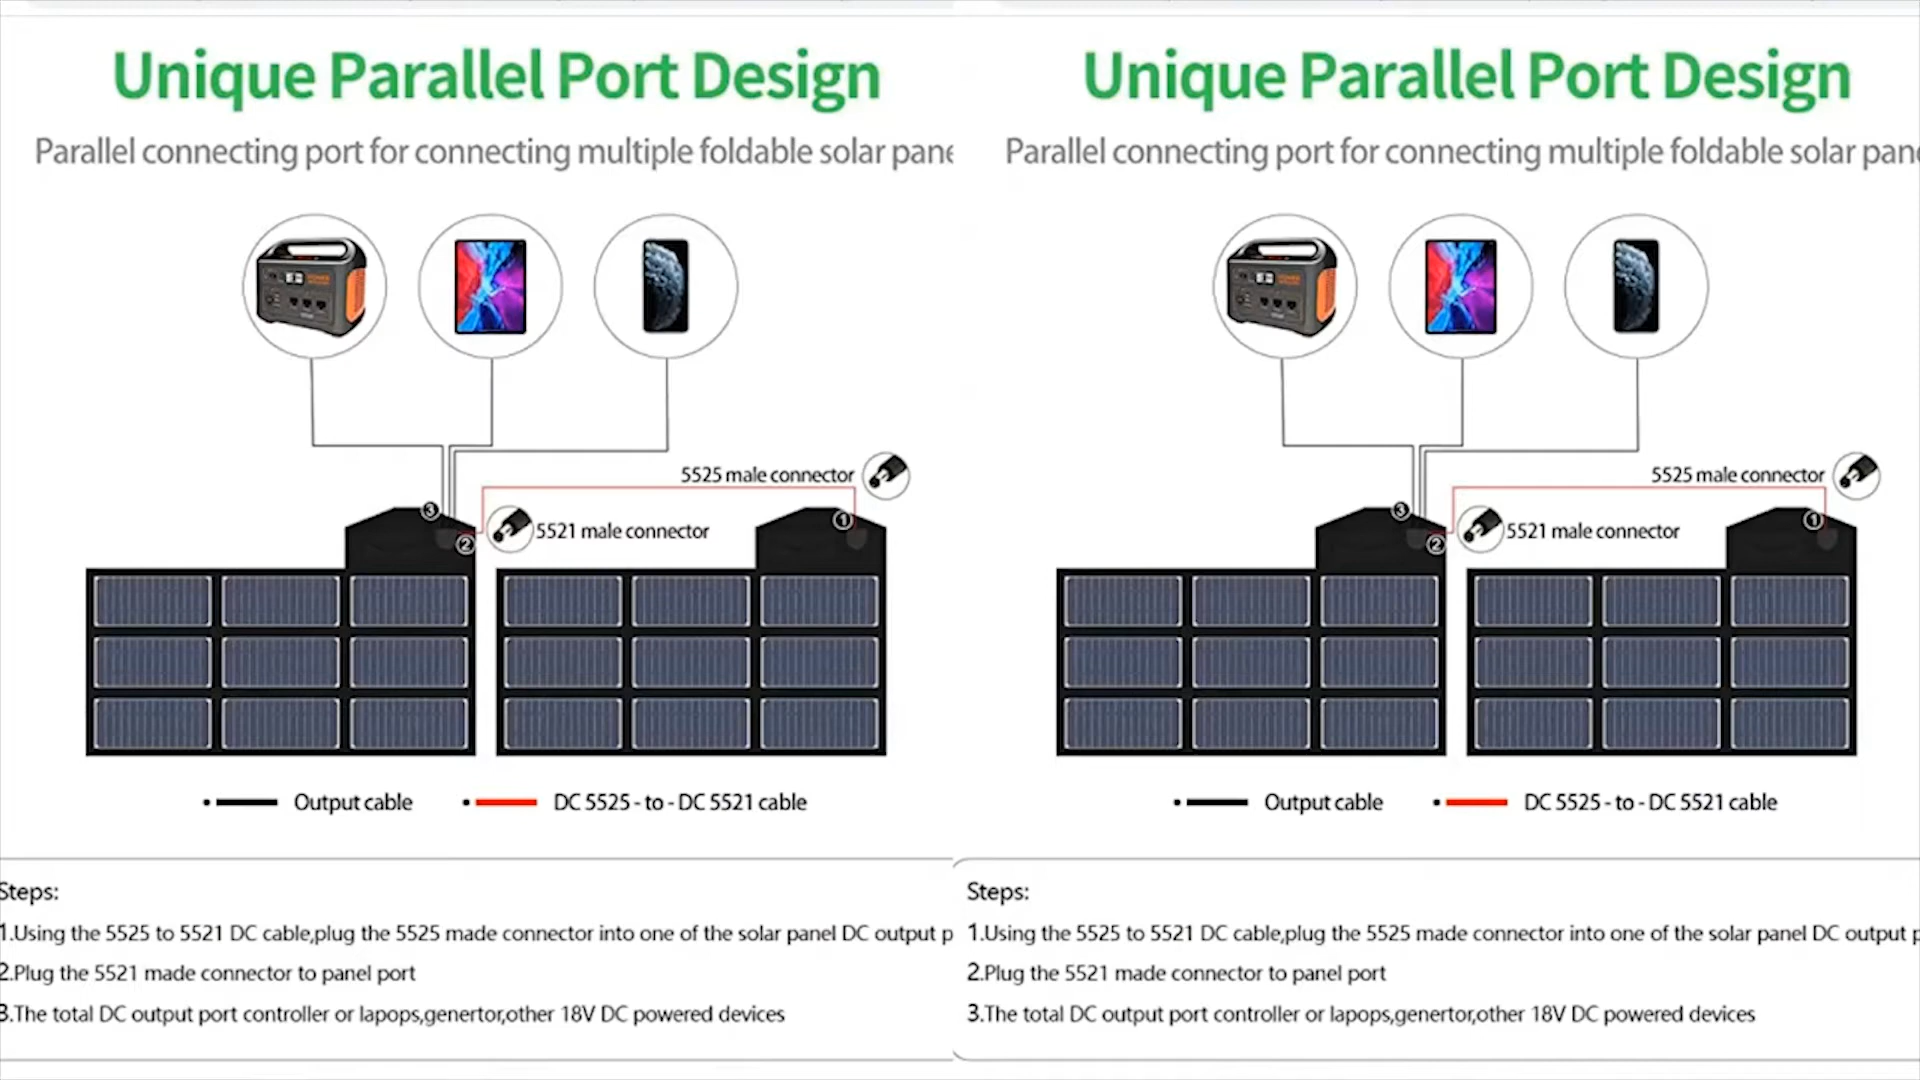 Unique Parallel Port Design
Parallel connecting port for connecting multiple foldable solar
5525 male connector
③
5521 male connector
①
②
Output cable
DC 5525 - to - DC 5521 cable
Steps:
1.Using the 5525 to 5521 DC cable,plug the 5525 made connector into one of the solar panel DC output
2.Plug the 5521 made connector to panel port
3.The total DC output port controller or lapops,genertor,other 18V DC powered devices
Unique Parallel Port Design
Parallel connecting port for connecting multiple foldable solar
5525 male connector
③
5521 male connector
①
②
Output cable
DC 5525 - to - DC 5521 cable
Steps:
1.Using the 5525 to 5521 DC cable,plug the 5525 made connector into one of the solar panel DC output
2.Plug the 5521 made connector to panel port
3.The total DC output port controller or lapops,genertor,other 18V DC powered devices